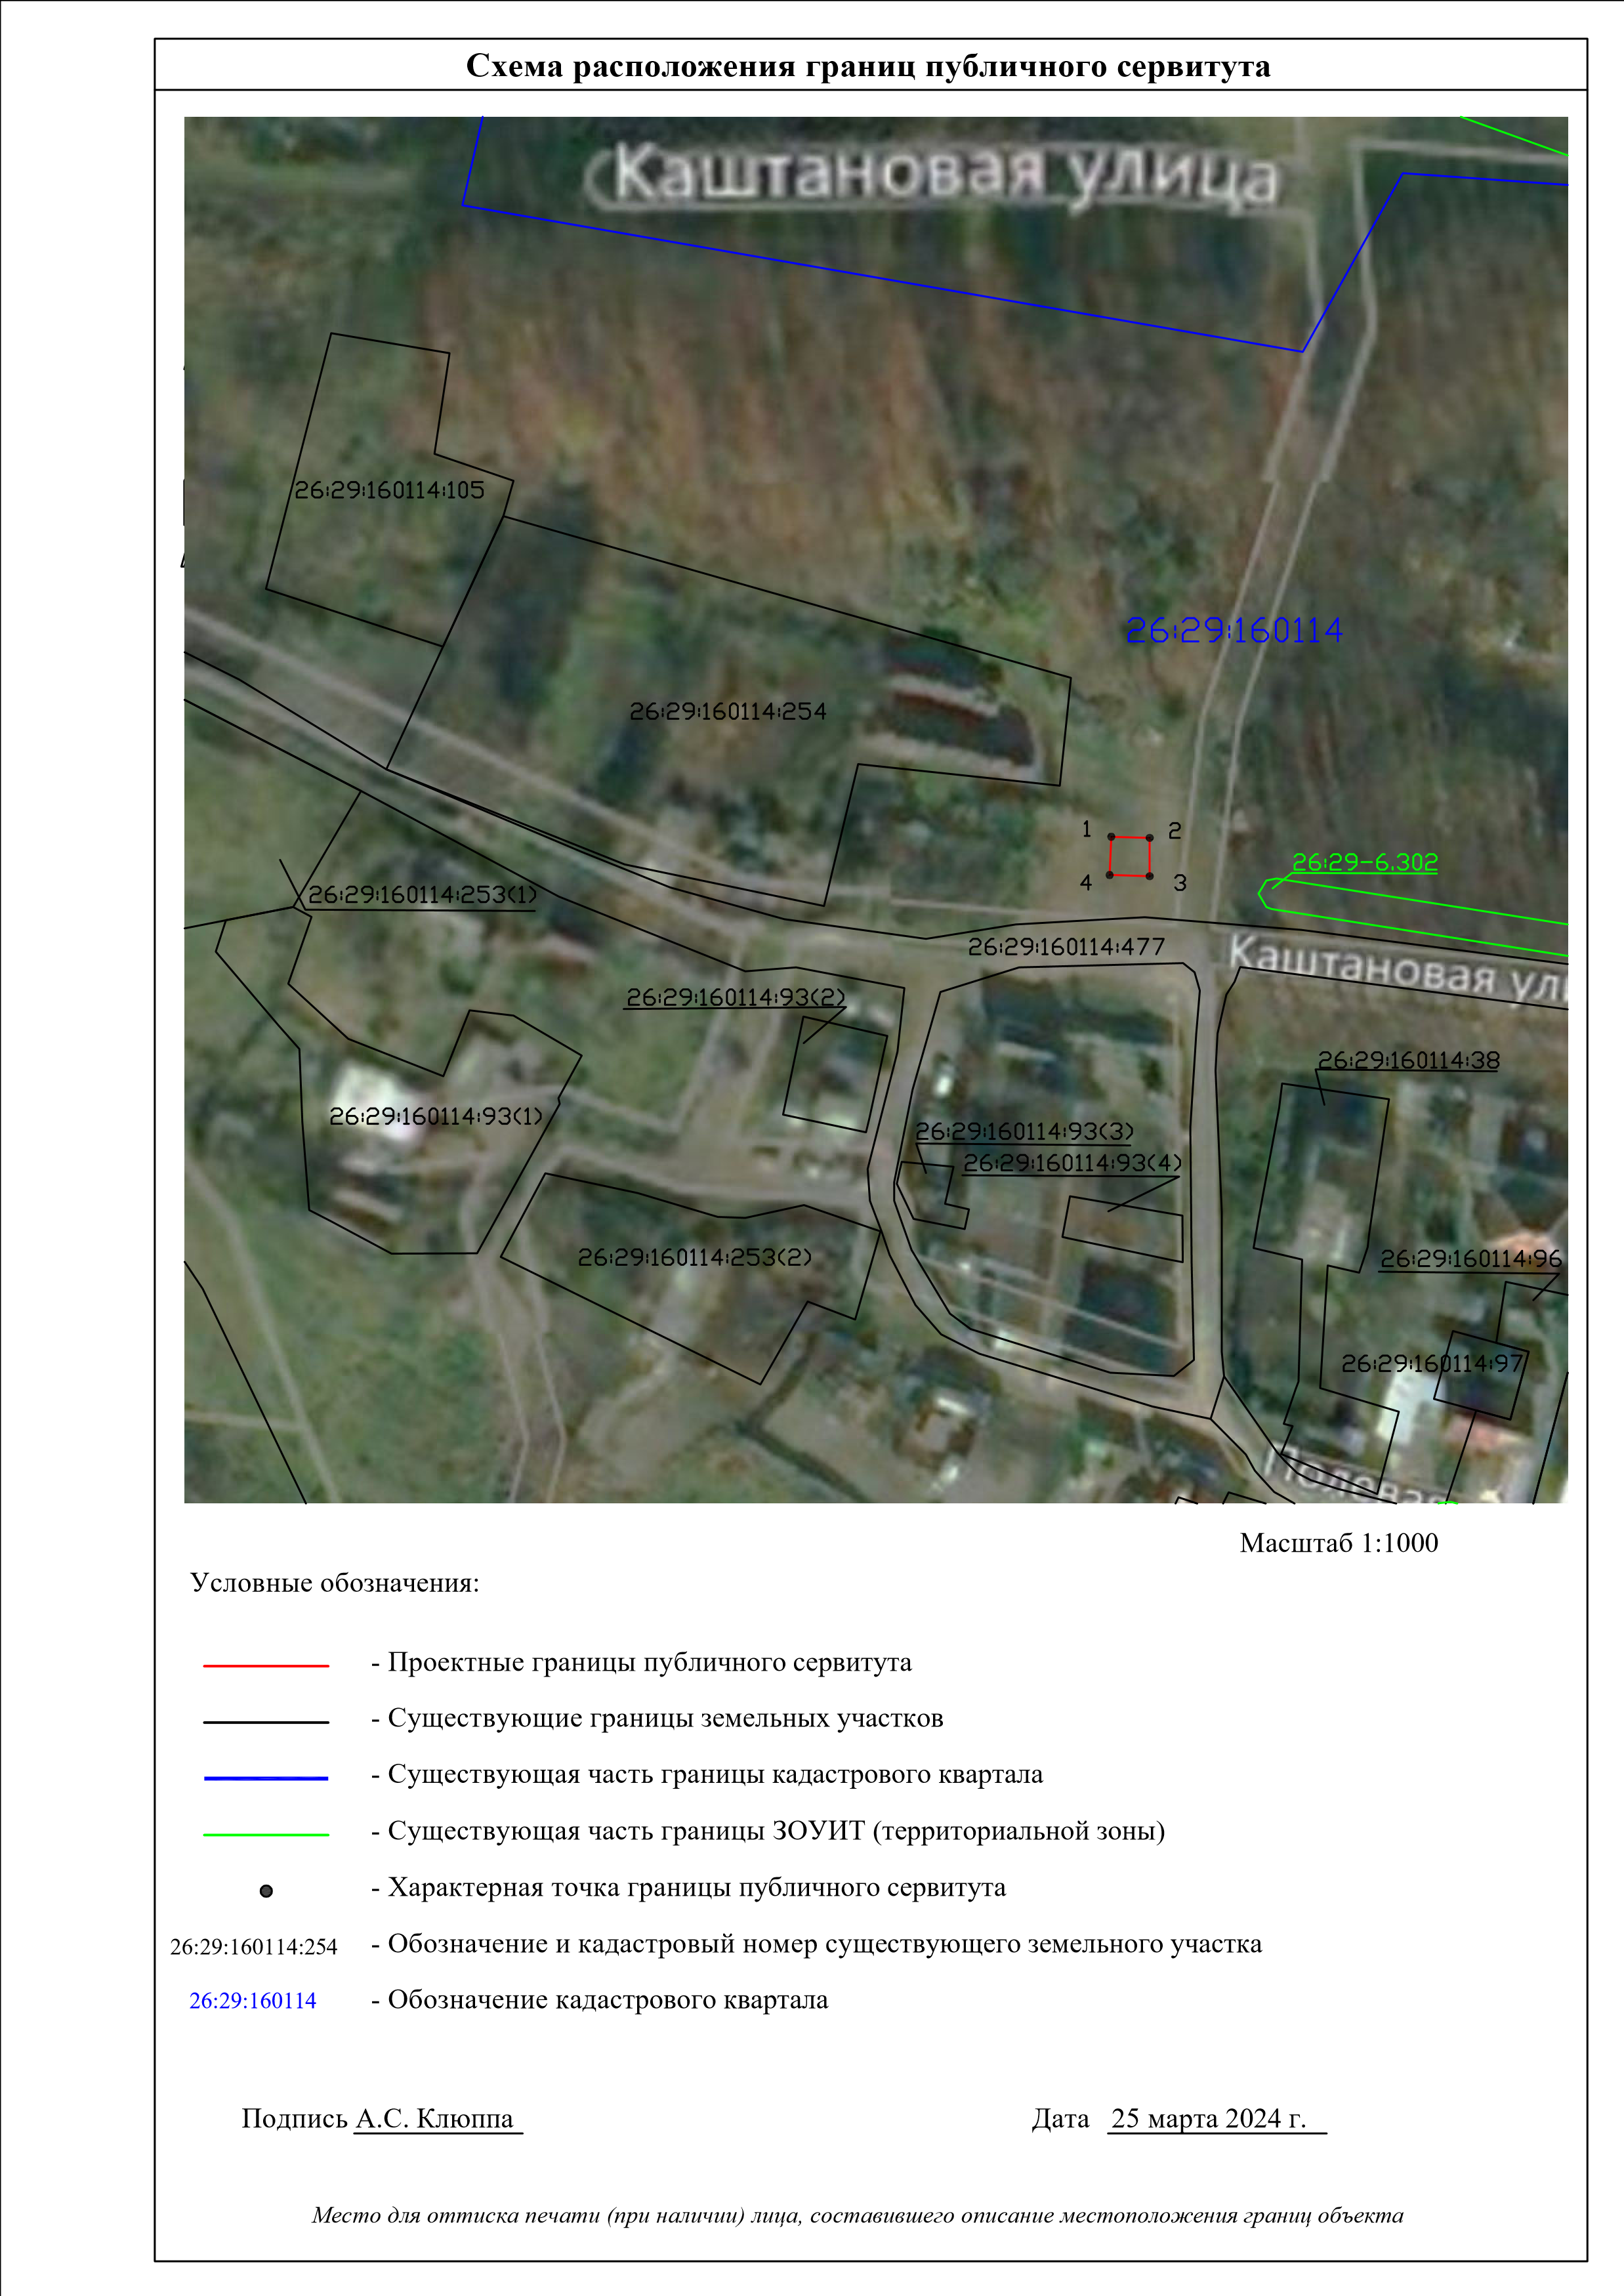 Схема расположения границ публичного сервитута
Каштановая улица
26:29:160114:105
26:29:160114
26:29:160114:254
1
2
4
3
26:29-6.302
26:29:160114:253(1)
26:29:160114:477
Каштановая ули
26:29:160114:93(2)
26:29:160114:38
26:29:160114:93(1)
26:29:160114:93(3)
26:29:160114:93(4)
26:29:160114:253(2)
26:29:160114:96
26:29:160114:97
Полевая
Масштаб 1:1000
Условные обозначения:
- Проектные границы публичного сервитута
- Существующие границы земельных участков
- Существующая часть границы кадастрового квартала
- Существующая часть границы ЗОУИТ (территориальной зоны)
- Характерная точка границы публичного сервитута
26:29:160114:254 - Обозначение и кадастровый номер существующего земельного участка
26:29:160114 - Обозначение кадастрового квартала
Подпись А.С. Клюппа Дата 25 марта 2024 г.
Место для оттиска печати (при наличии) лица, составившего описание местоположения границ объекта